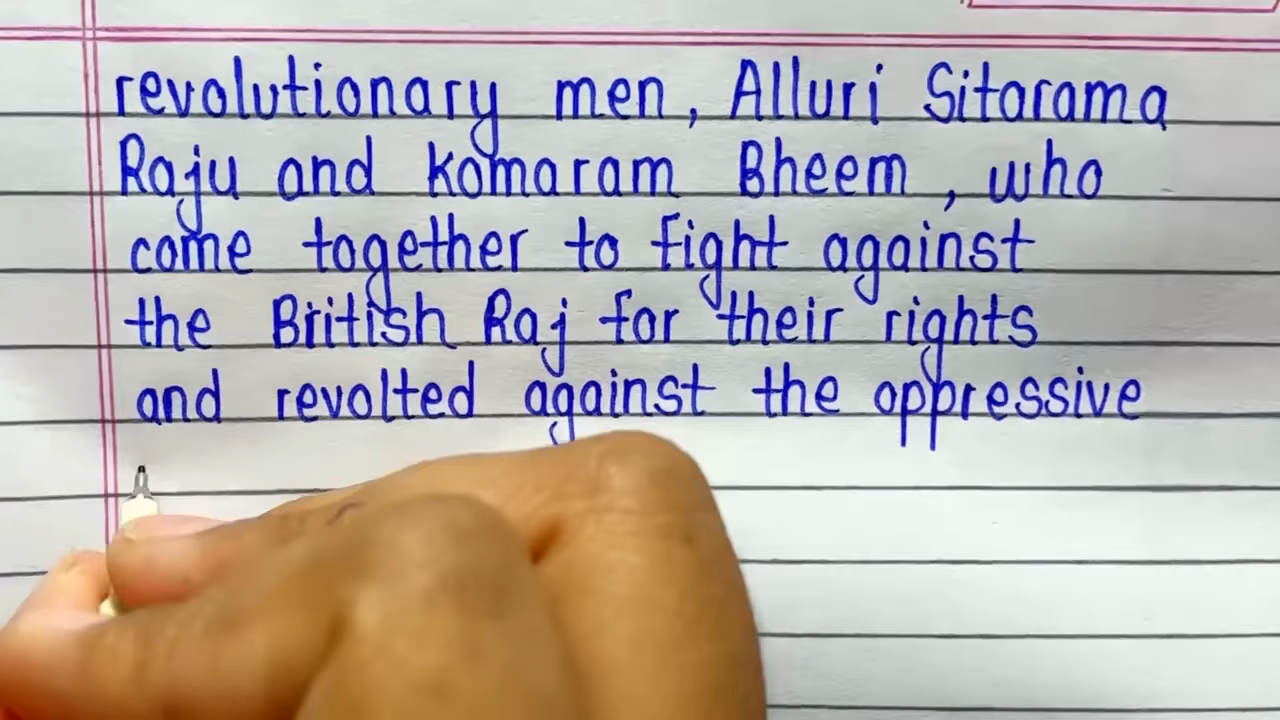 revolutionary men, Alluri Sitarama
Raju and Komaram Bheem, who
come together to fight against
the British Raj for their rights
and revolted against the oppressive